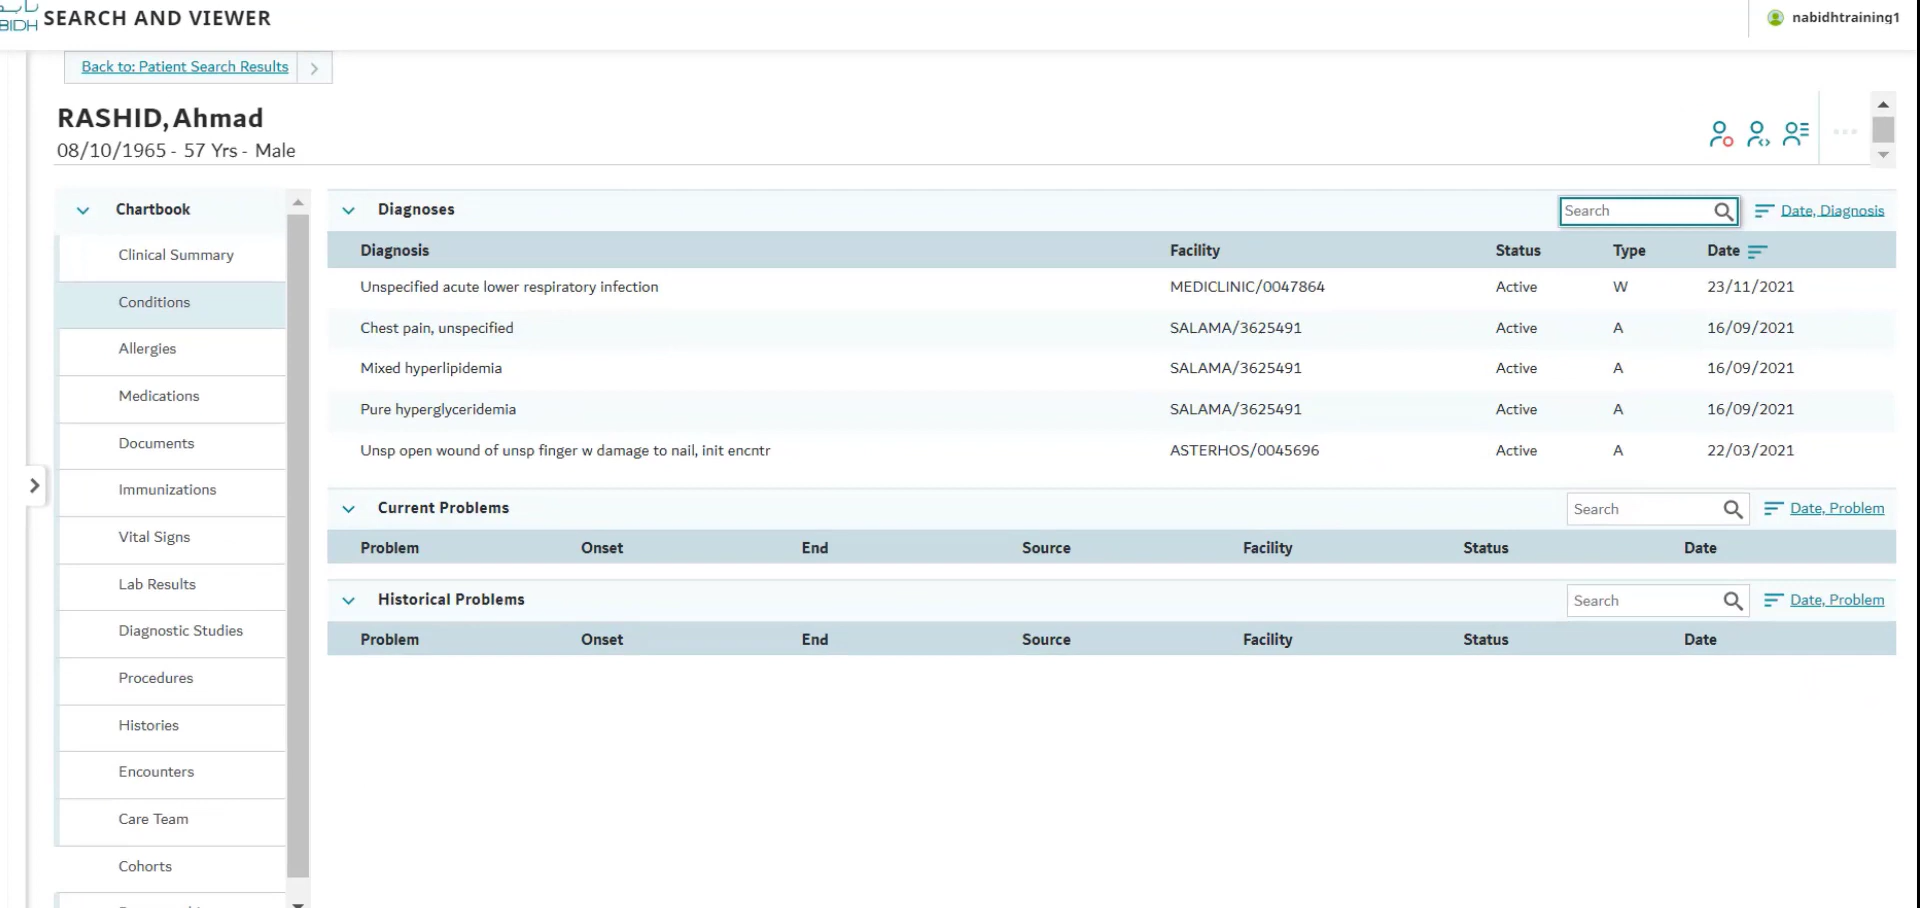 BIDH SEARCH AND VIEWER
nabidhtraining1
Back to: Patient Search Results
RASHID, Ahmad
08/10/1965 - 57 Yrs - Male
Chartbook
Clinical Summary
Conditions
Allergies
Medications
Documents
Immunizations
Vital Signs
Lab Results
Diagnostic Studies
Procedures
Histories
Encounters
Care Team
Cohorts
Diagnoses Search Date, Diagnosis
Diagnosis Facility Status Type Date
Unspecified acute lower respiratory infection MEDICLINIC/0047864 Active W 23/11/2021
Chest pain, unspecified SALAMA/3625491 Active A 16/09/2021
Mixed hyperlipidemia SALAMA/3625491 Active A 16/09/2021
Pure hyperglyceridemia SALAMA/3625491 Active A 16/09/2021
Unsp open wound of unsp finger w damage to nail, init encntr ASTERHOS/0045696 Active A 22/03/2021
Current Problems Search Date, Problem
Problem Onset End Source Facility Status Date
Historical Problems Search Date, Problem
Problem Onset End Source Facility Status Date